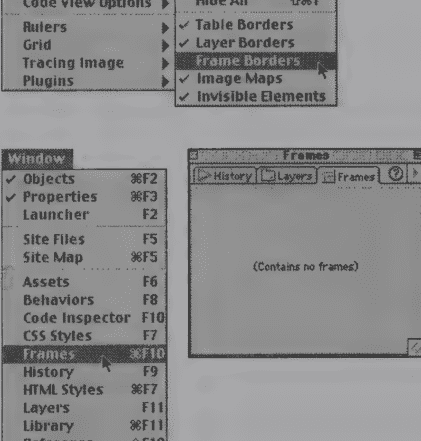 Code View Options
Hide All ⇧⌘I
Rulers
Grid
Tracing Image
Plugins
✓ Table Borders
✓ Layer Borders
Frame Borders
✓ Image Maps
✓ Invisible Elements
Window
✓ Objects ⌘F2
✓ Properties ⌘F3
Launcher F2
Site Files F5
Site Map ⌘F5
Assets F6
Behaviors F8
Code Inspector F10
CSS Styles F7
Frames ⌘F10
History F9
HTML Styles ⌘F7
Layers F11
Library ⌘F11
Frames
History Layers Frames ?
(Contains no frames)